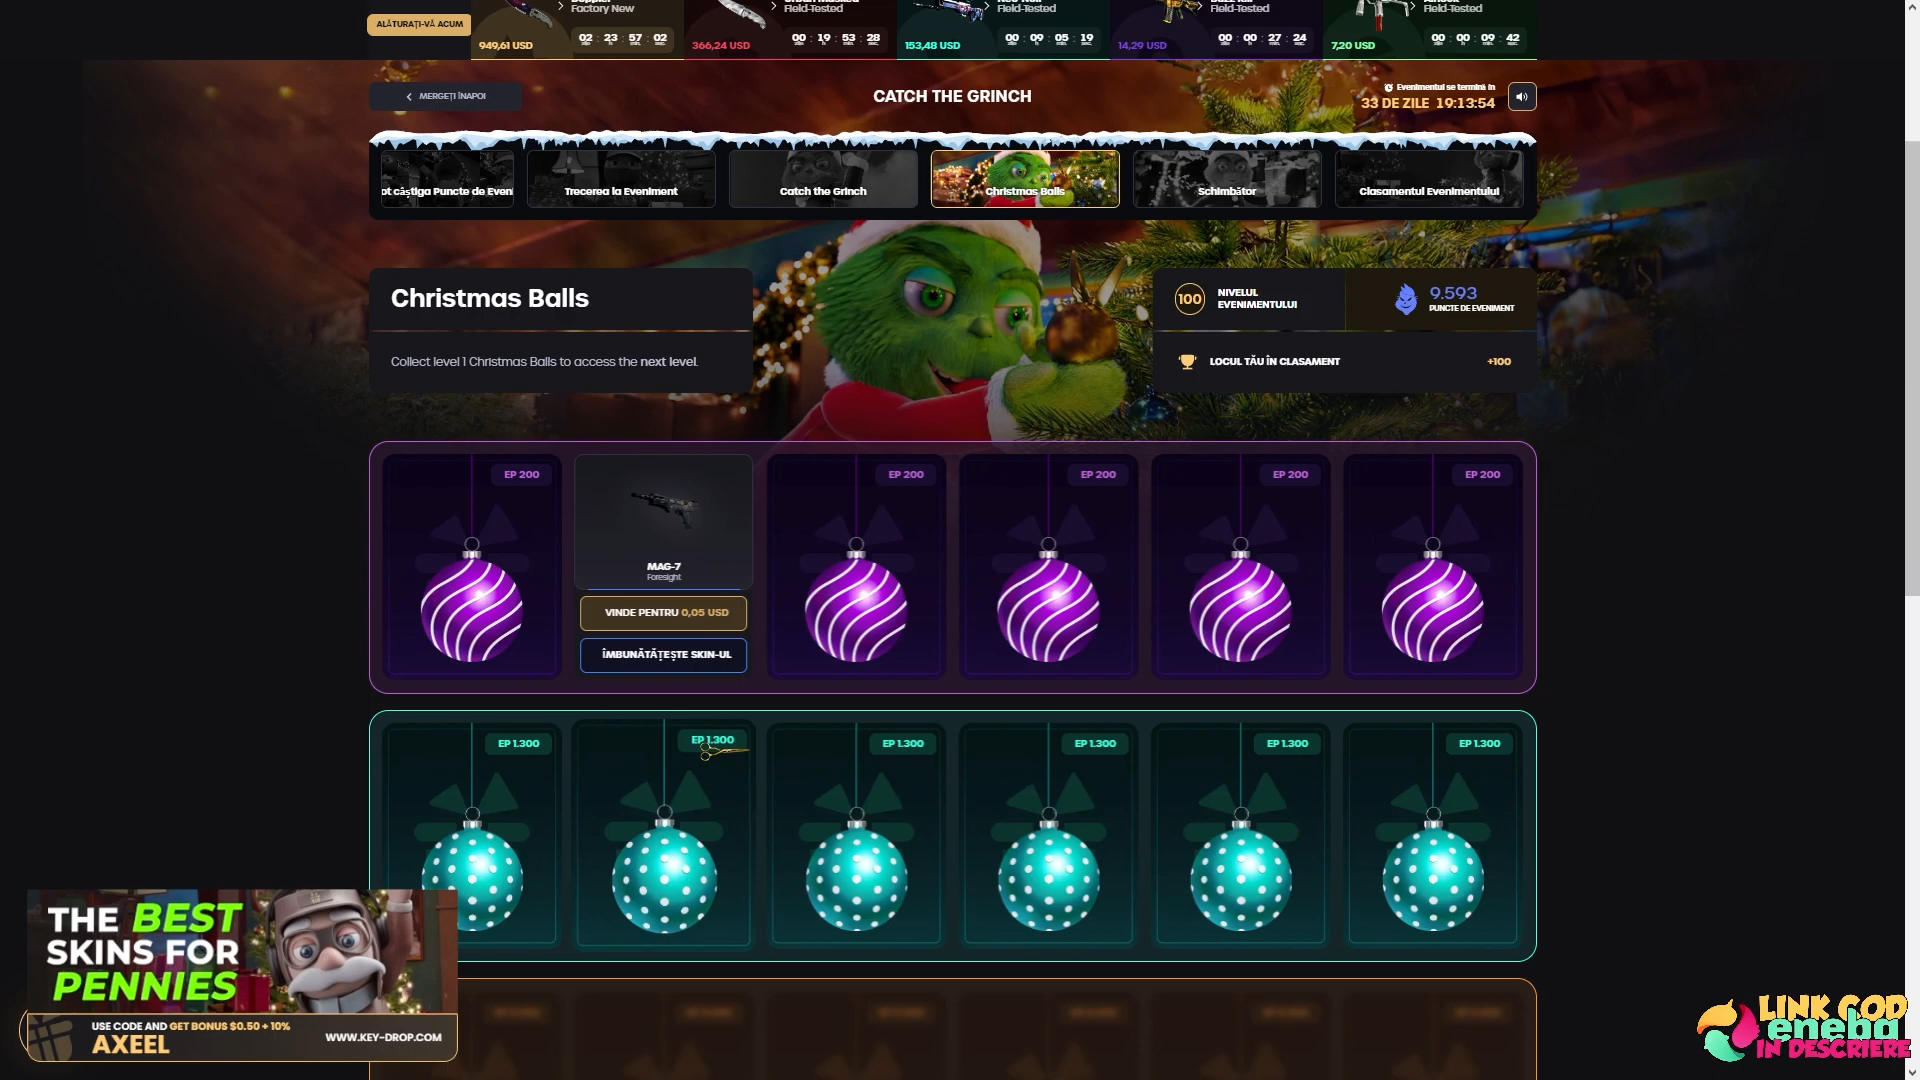 ALĂTURAȚI-VĂ ACUM
Factory New
949,61 USD
02 : 23 : 57 : 02
Field-Tested
366,24 USD
00 : 19 : 53 : 28
Field-Tested
153,48 USD
00 : 09 : 05 : 19
Field-Tested
14,29 USD
00 : 00 : 27 : 24
Field-Tested
7,20 USD
00 : 00 : 09 : 42
MERGEȚI ÎNAPOI
CATCH THE GRINCH
Evenimentul se termină în
33 DE ZILE 19:13:54
ot câștiga Puncte de Even
Trecerea la Eveniment
Catch the Grinch
Christmas Balls
Schimbător
Clasamentul Evenimentului
Christmas Balls
Collect level 1 Christmas Balls to access the next level.
100
NIVELUL
EVENIMENTULUI
9.593
PUNCTE DE EVENIMENT
LOCUL TĂU ÎN CLASAMENT
+100
EP 200
MAG-7
Foresight
VINDE PENTRU 0,05 USD
ÎMBUNĂTĂȚEȘTE SKIN-UL
EP 200
EP 200
EP 200
EP 200
EP 1.300
EP 1.300
EP 1.300
EP 1.300
EP 1.300
EP 1.300
THE BEST
SKINS FOR
PENNIES
USE CODE AND GET BONUS $0.50 + 10%
AXEEL
WWW.KEY-DROP.COM
LINK COD
eneba
IN DESCRIERE